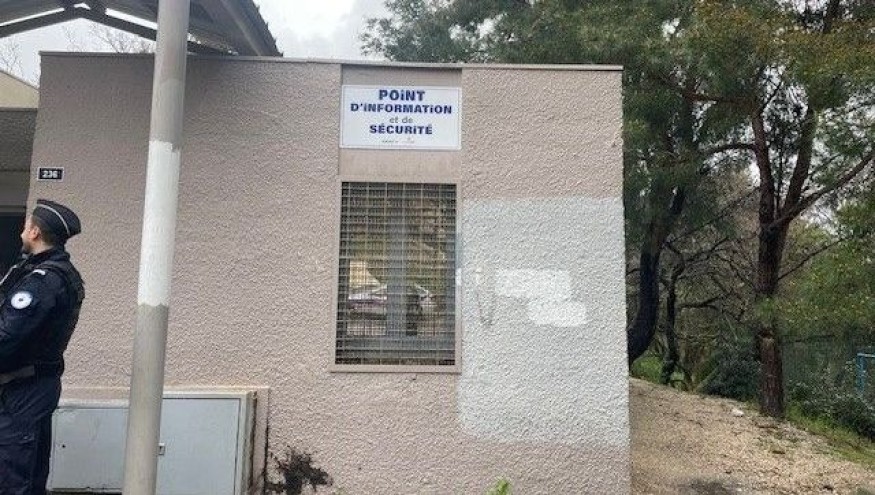 POiNT
D'iNFORMATiON
et de
SÉCURiTÉ
236